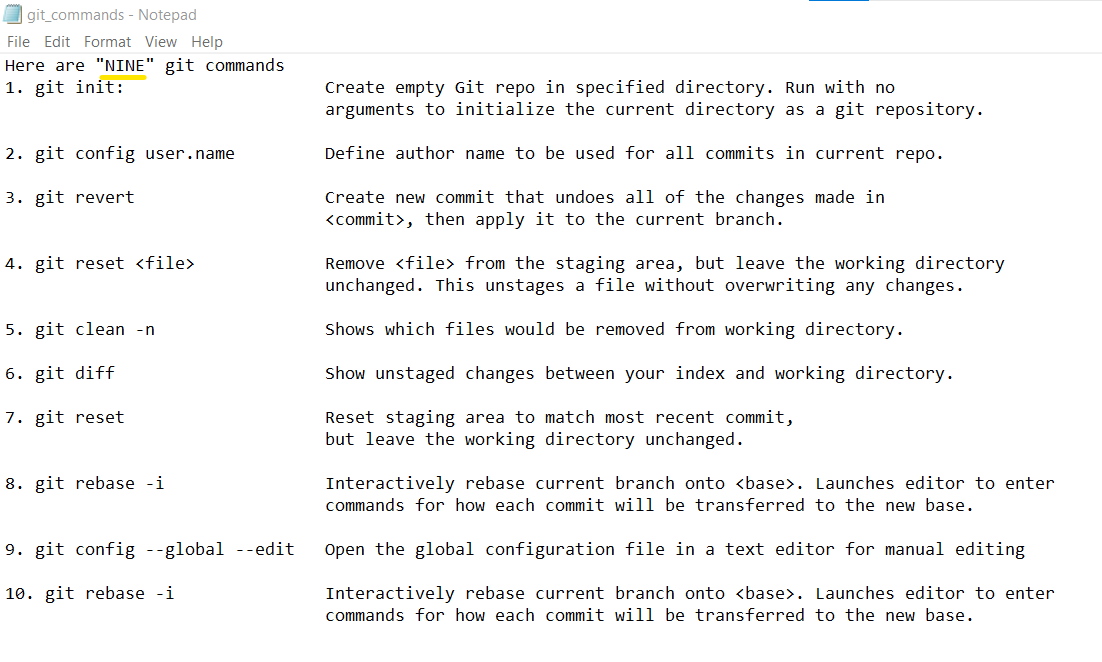 git_commands - Notepad
File Edit Format View Help
Here are "NINE" git commands
1. git init: Create empty Git repo in specified directory. Run with no
arguments to initialize the current directory as a git repository.
2. git config user.name Define author name to be used for all commits in current repo.
3. git revert Create new commit that undoes all of the changes made in
<commit>, then apply it to the current branch.
4. git reset <file> Remove <file> from the staging area, but leave the working directory
unchanged. This unstages a file without overwriting any changes.
5. git clean -n Shows which files would be removed from working directory.
6. git diff Show unstaged changes between your index and working directory.
7. git reset Reset staging area to match most recent commit,
but leave the working directory unchanged.
8. git rebase -i Interactively rebase current branch onto <base>. Launches editor to enter
commands for how each commit will be transferred to the new base.
9. git config --global --edit Open the global configuration file in a text editor for manual editing
10. git rebase -i Interactively rebase current branch onto <base>. Launches editor to enter
commands for how each commit will be transferred to the new base.